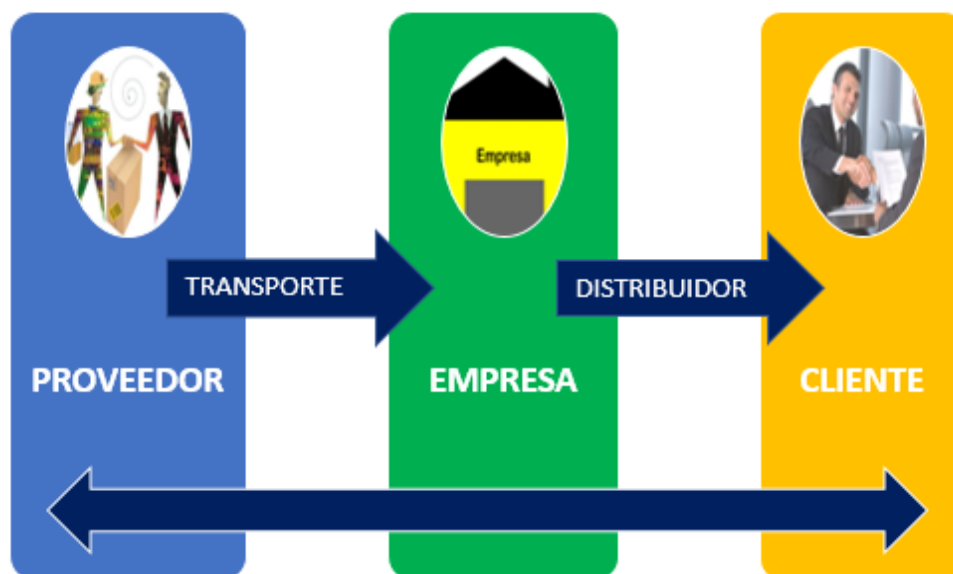 Empresa
TRANSPORTE
DISTRIBUIDOR
PROVEEDOR
EMPRESA
CLIENTE